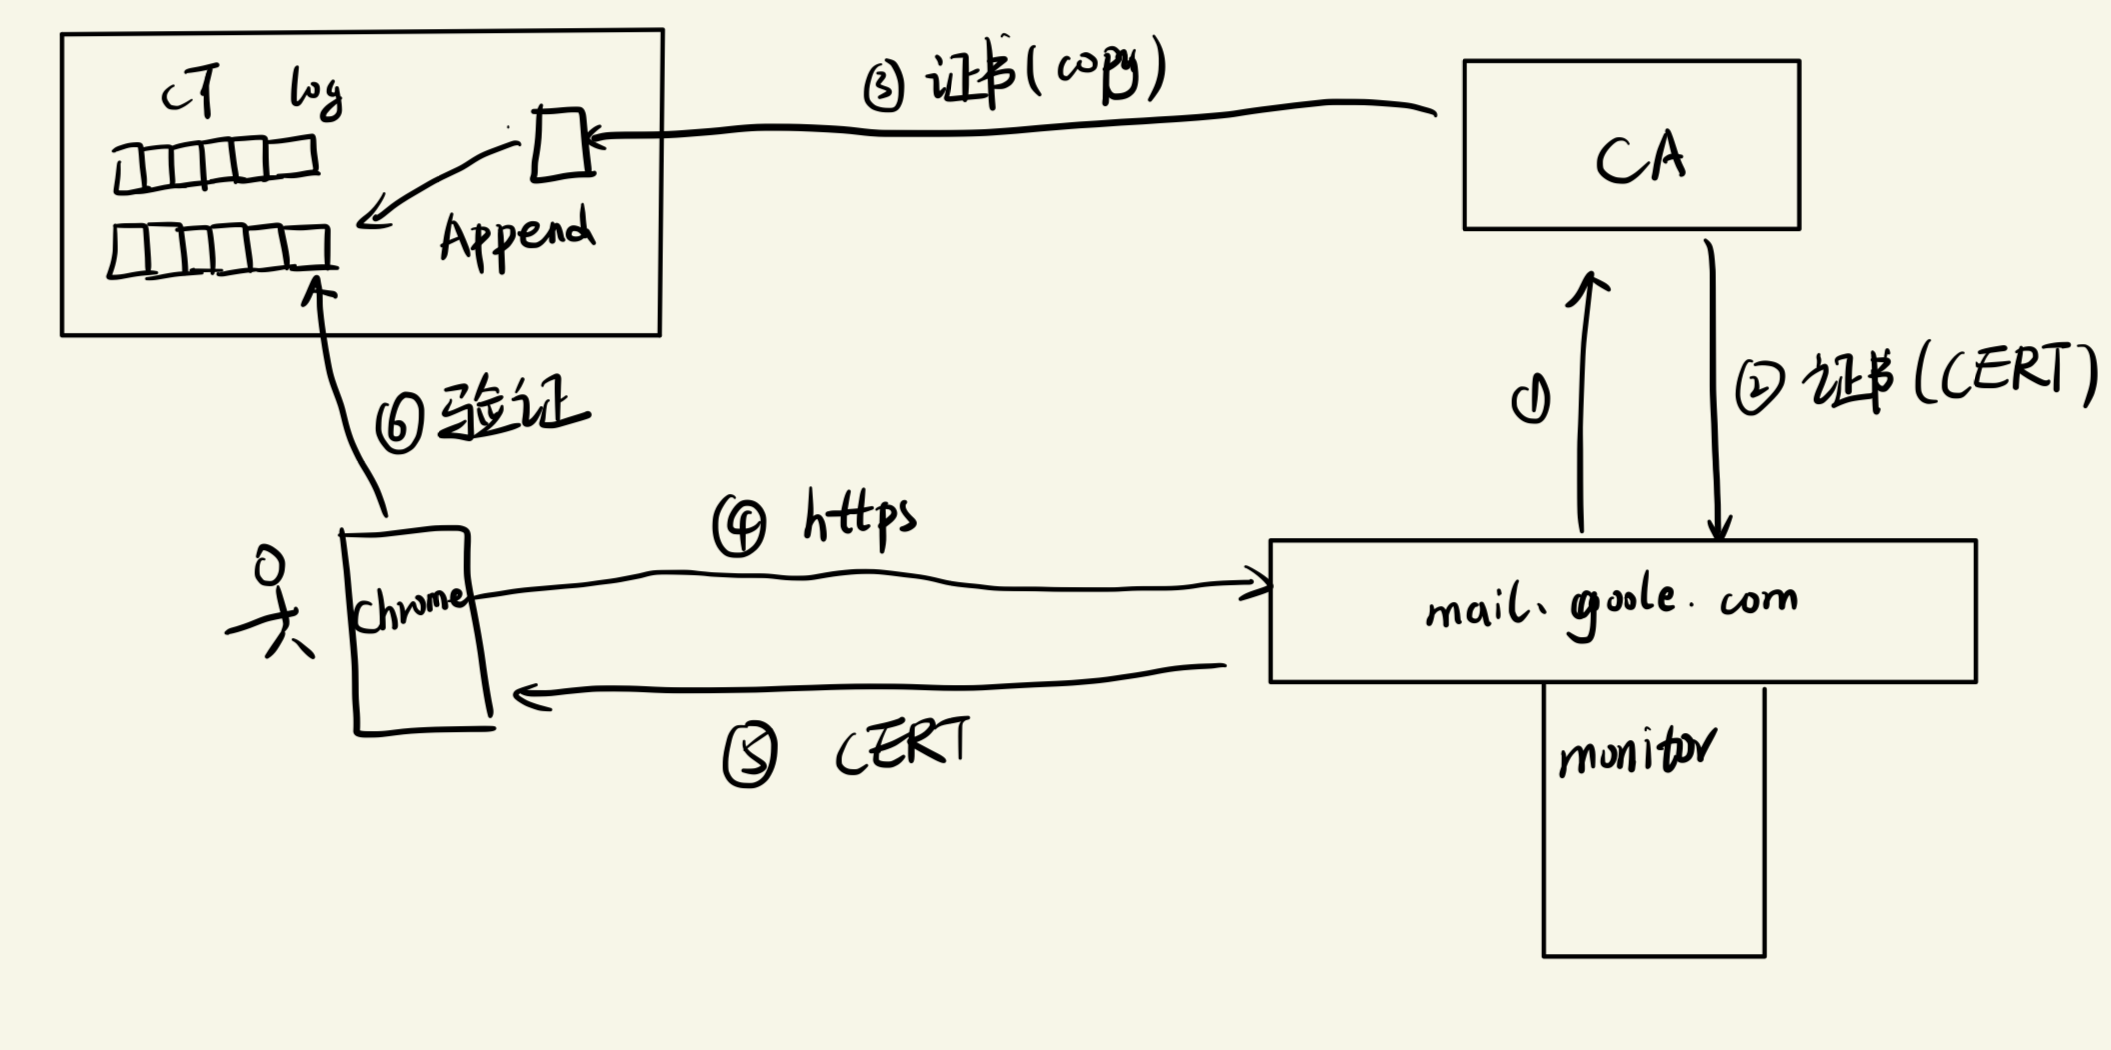 CT log
③ 证书(copy)
CA
Append
① 
② 证书(CERT)
⑥ 验证
④ https
chrome
mail.goole.com
⑤ CERT
monitor